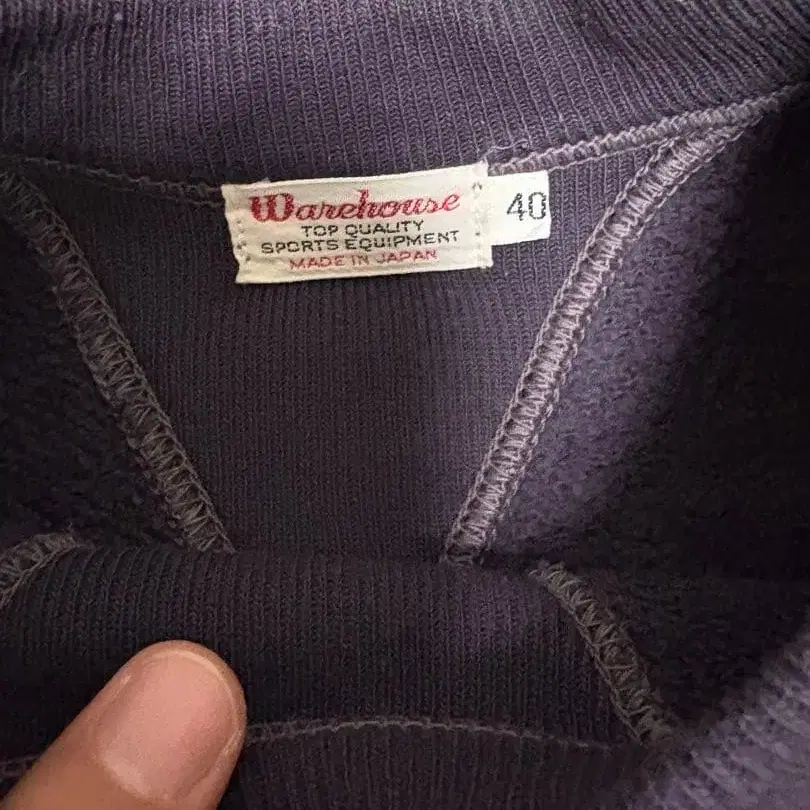 Warehouse
TOP QUALITY
SPORTS EQUIPMENT
MADE IN JAPAN
40